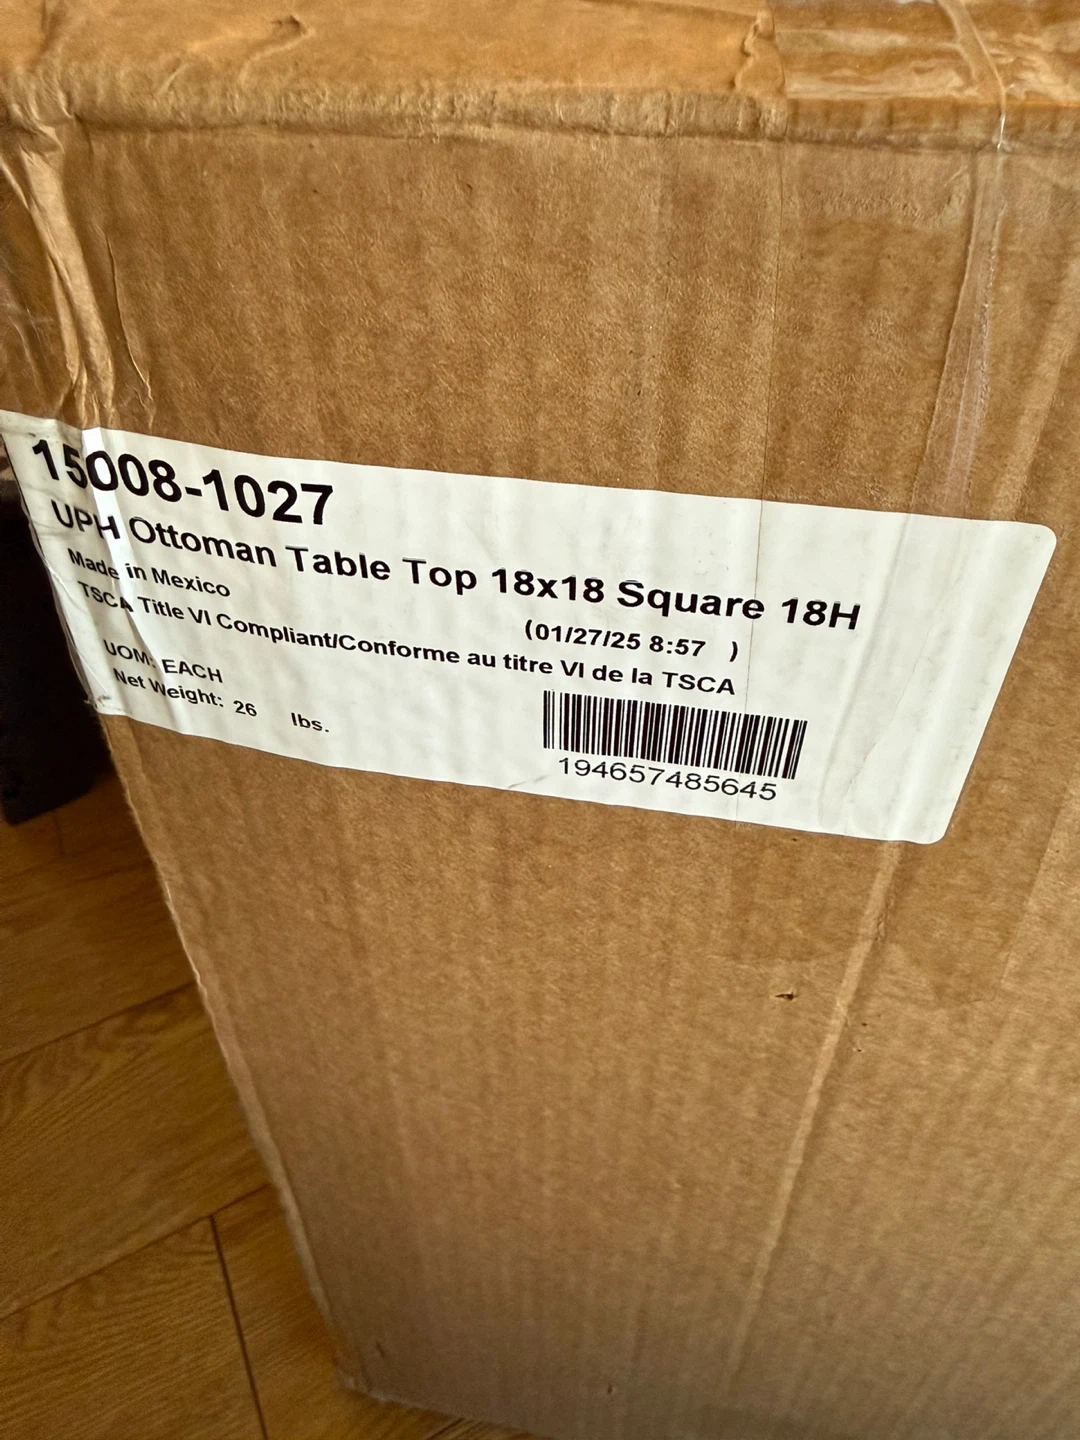 15008-1027
UPH Ottoman Table Top 18x18 Square 18H
Made in Mexico
(01/27/25 8:57 )
TSCA Title VI Compliant/Conforme au titre VI de la TSCA
UOM: EACH
Net Weight: 26 lbs.
194657485645